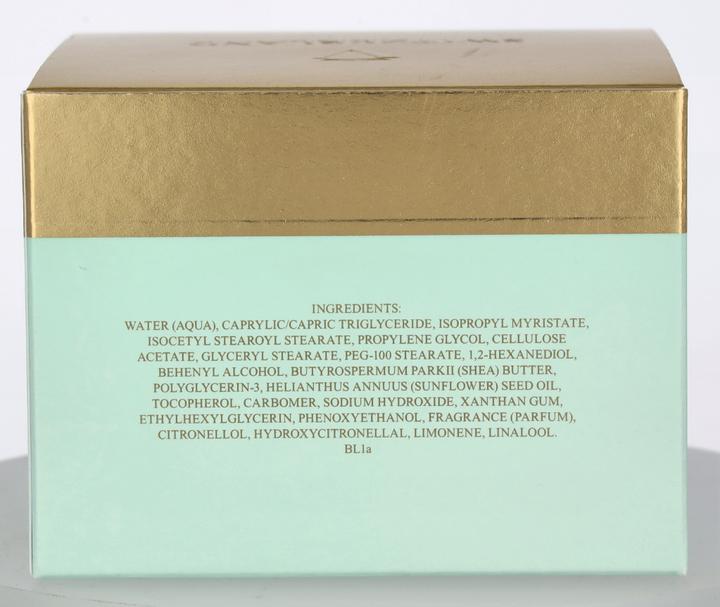 INGREDIENTS:
WATER (AQUA), CAPRYLIC/CAPRIC TRIGLYCERIDE, ISOPROPYL MYRISTATE,
ISOCETYL STEAROYL STEARATE, PROPYLENE GLYCOL, CELLULOSE
ACETATE, GLYCERYL STEARATE, PEG-100 STEARATE, 1,2-HEXANEDIOL,
BEHENYL ALCOHOL, BUTYROSPERMUM PARKII (SHEA) BUTTER,
POLYGLYCERIN-3, HELIANTHUS ANNUUS (SUNFLOWER) SEED OIL,
TOCOPHEROL, CARBOMER, SODIUM HYDROXIDE, XANTHAN GUM,
ETHYLHEXYLGLYCERIN, PHENOXYETHANOL, FRAGRANCE (PARFUM),
CITRONELLOL, HYDROXYCITRONELLAL, LIMONENE, LINALOOL.
BL1a